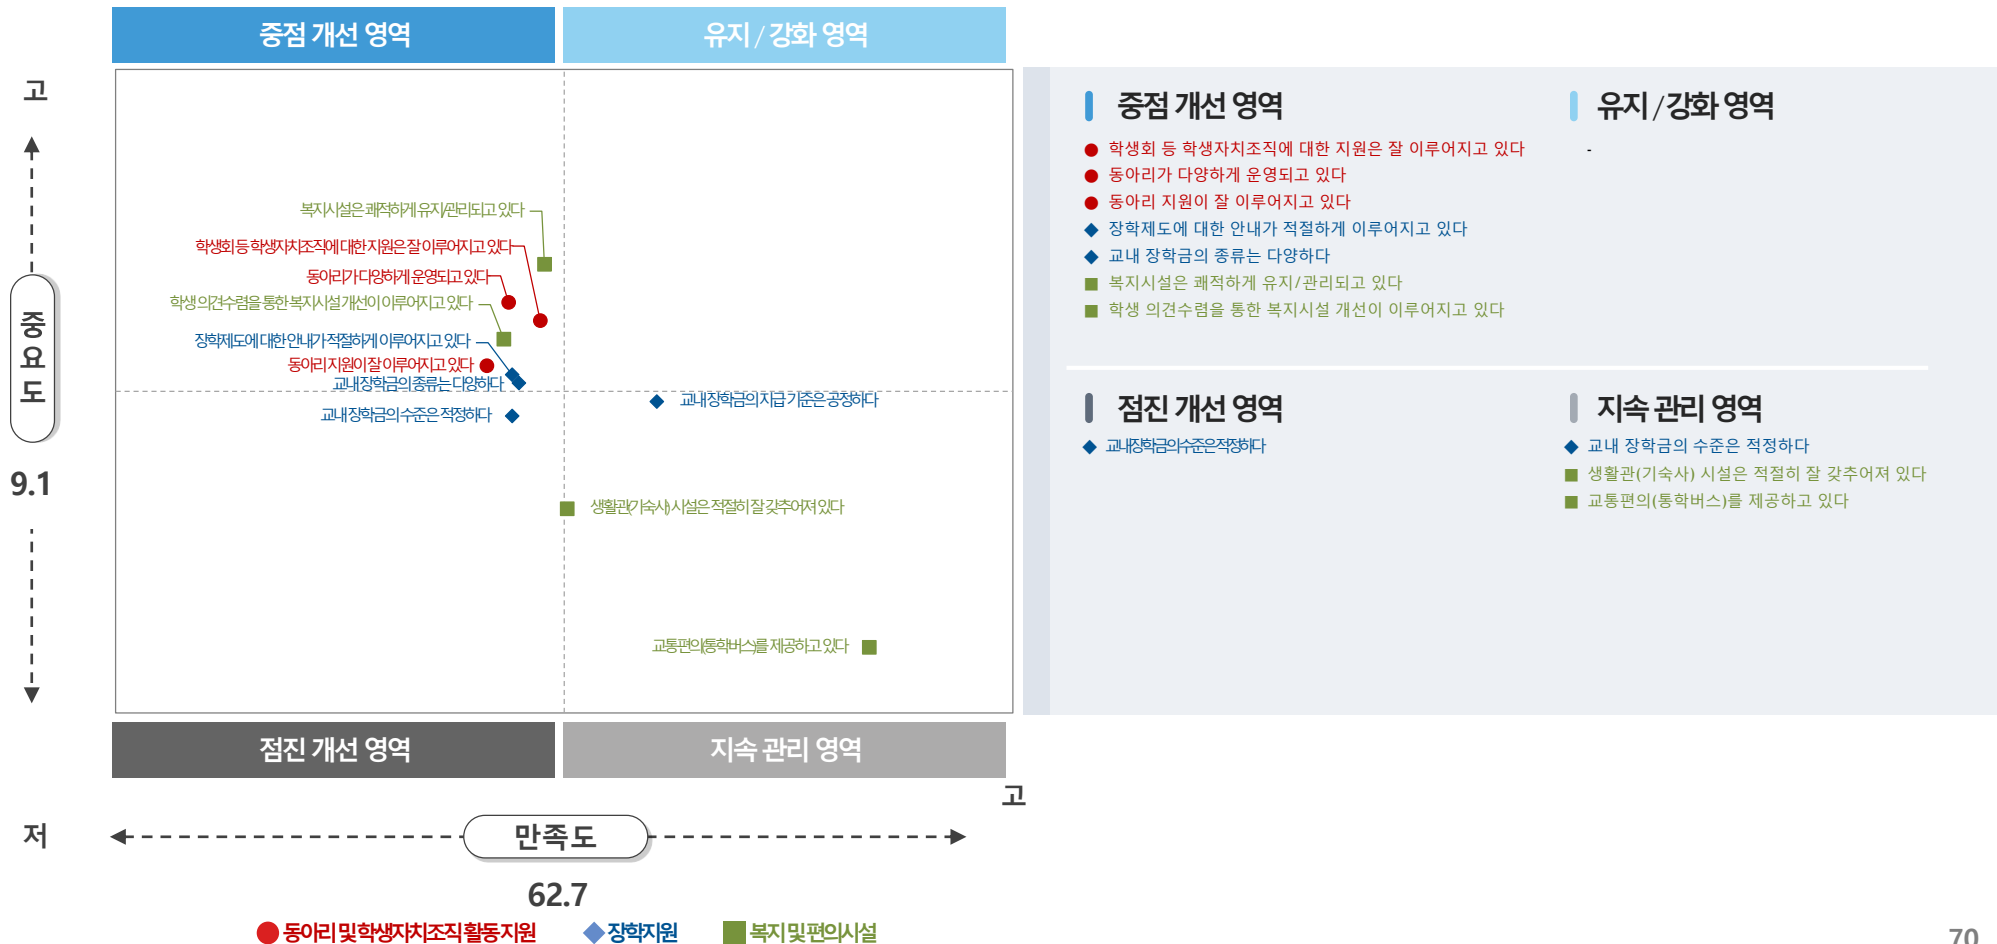 중점 개선 영역
유지 / 강화 영역
고
중요도
9.1
저
복지시설은 쾌적하게 유지/관리되고 있다
학생회 등 학생자치조직에 대한 지원은 잘 이루어지고 있다
동아리가 다양하게 운영되고 있다
학생 의견수렴을 통한 복지시설 개선이 이루어지고 있다
장학제도에 대한 안내가 적절하게 이루어지고 있다
동아리 지원이 잘 이루어지고 있다
교내 장학금의 종류는 다양하다
교내 장학금의 지급 기준은 공정하다
교내 장학금의 수준은 적정하다
생활관(기숙사) 시설은 적절히 잘 갖추어져 있다
교통편의(통학버스)를 제공하고 있다
점진 개선 영역
지속 관리 영역
고
만족도
62.7
동아리 및 학생자치조직 활동 지원
장학지원
복지 및 편의시설
중점 개선 영역
학생회 등 학생자치조직에 대한 지원은 잘 이루어지고 있다
동아리가 다양하게 운영되고 있다
동아리 지원이 잘 이루어지고 있다
장학제도에 대한 안내가 적절하게 이루어지고 있다
교내 장학금의 종류는 다양하다
복지시설은 쾌적하게 유지/관리되고 있다
학생 의견수렴을 통한 복지시설 개선이 이루어지고 있다
유지 / 강화 영역
-
점진 개선 영역
교내 장학금의 수준은 적정하다
지속 관리 영역
교내 장학금의 수준은 적정하다
생활관(기숙사) 시설은 적절히 잘 갖추어져 있다
교통편의(통학버스)를 제공하고 있다
70